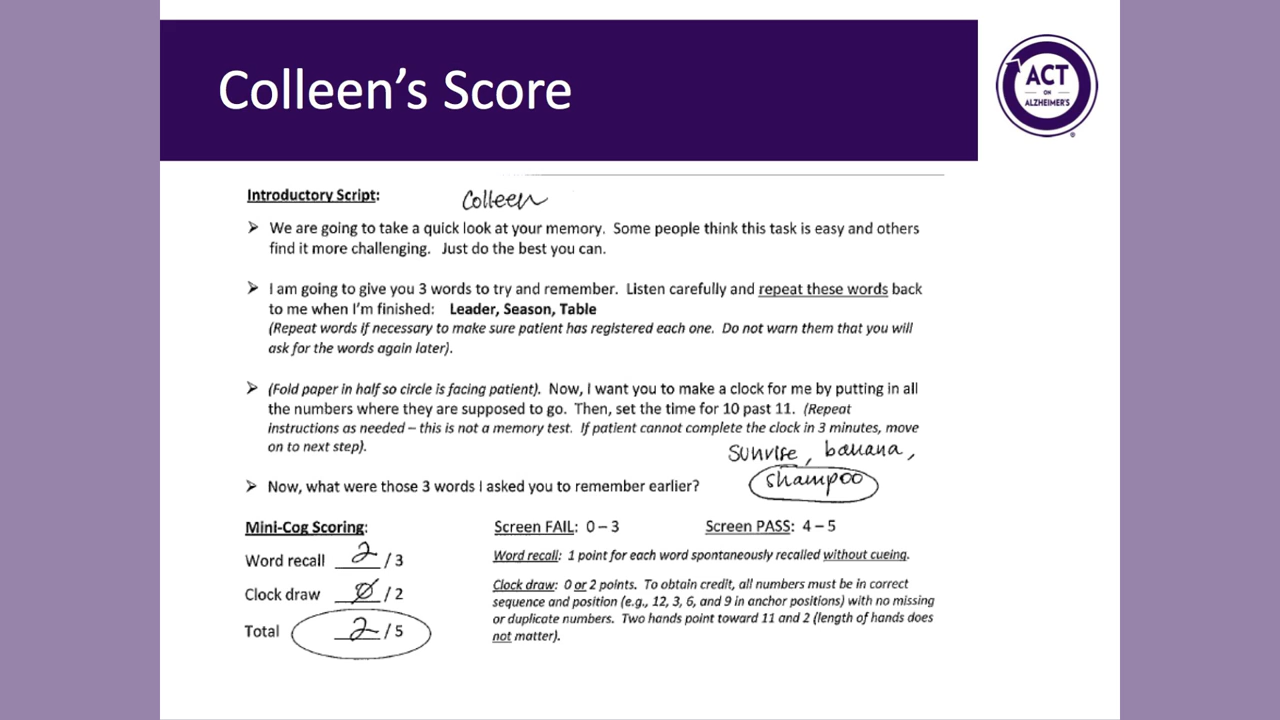 Colleen's Score
ACT
ON
ALZHEIMER'S
®
Introductory Script:
Colleen
➢ We are going to take a quick look at your memory. Some people think this task is easy and others
find it more challenging. Just do the best you can.
➢ I am going to give you 3 words to try and remember. Listen carefully and repeat these words back
to me when I'm finished: Leader, Season, Table
(Repeat words if necessary to make sure patient has registered each one. Do not warn them that you will
ask for the words again later).
➢ (Fold paper in half so circle is facing patient). Now, I want you to make a clock for me by putting in all
the numbers where they are supposed to go. Then, set the time for 10 past 11. (Repeat
instructions as needed – this is not a memory test. If patient cannot complete the clock in 3 minutes, move
on to next step).
sunrise, banana,
shampoo
➢ Now, what were those 3 words I asked you to remember earlier?
Mini-Cog Scoring:
Word recall 2 / 3
Clock draw 0 / 2
Total 2 / 5
Screen FAIL: 0 – 3 Screen PASS: 4 – 5
Word recall: 1 point for each word spontaneously recalled without cueing.
Clock draw: 0 or 2 points. To obtain credit, all numbers must be in correct
sequence and position (e.g., 12, 3, 6, and 9 in anchor positions) with no missing
or duplicate numbers. Two hands point toward 11 and 2 (length of hands does
not matter).